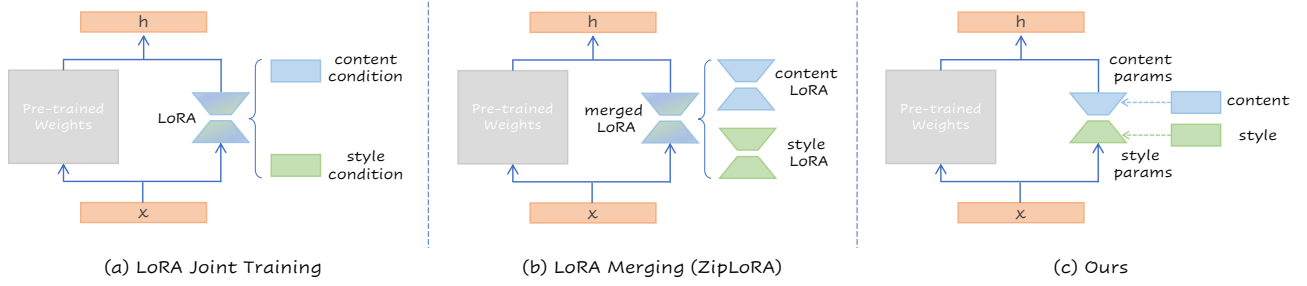 h
content
condition
Pre-trained
Weights
LoRA
style
condition
x
(a) LoRA Joint Training
h
content
LoRA
Pre-trained
Weights
merged
LoRA
style
LoRA
x
(b) LoRA Merging (ZipLoRA)
h
content
params
Pre-trained
Weights
content
style
style
params
x
(c) Ours